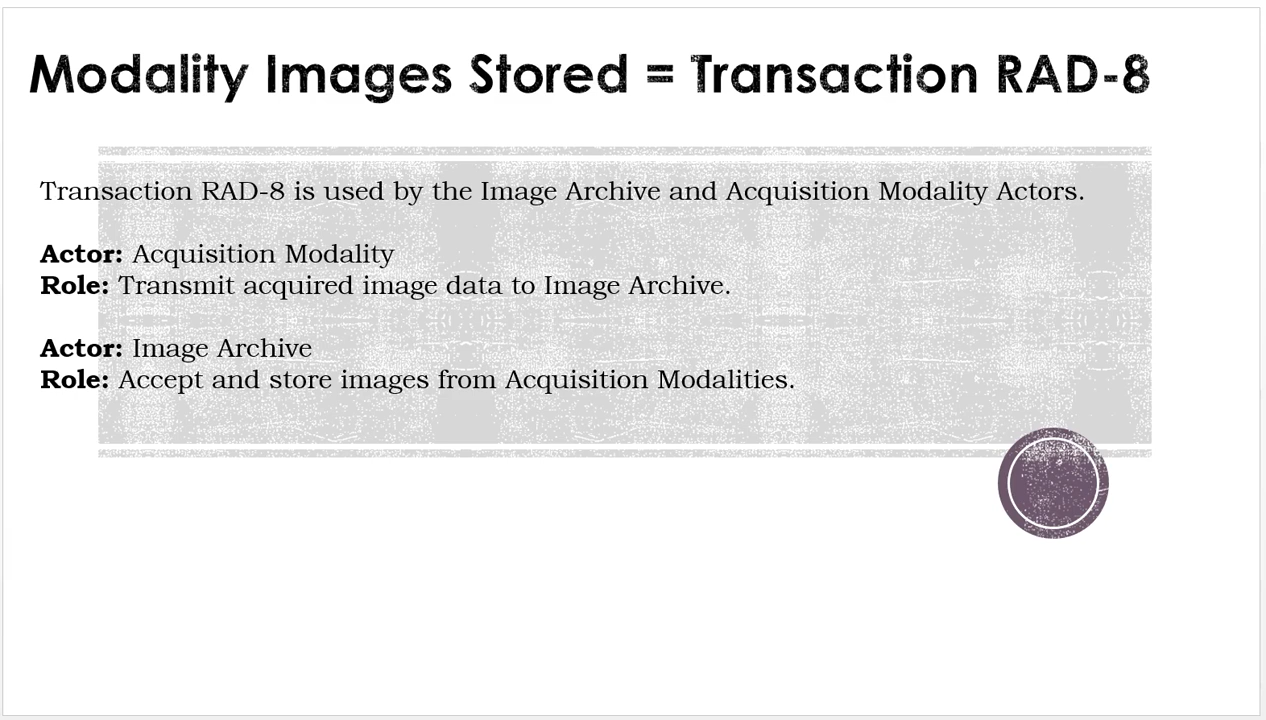 Modality Images Stored = Transaction RAD-8
Transaction RAD-8 is used by the Image Archive and Acquisition Modality Actors.
Actor: Acquisition Modality
Role: Transmit acquired image data to Image Archive.
Actor: Image Archive
Role: Accept and store images from Acquisition Modalities.